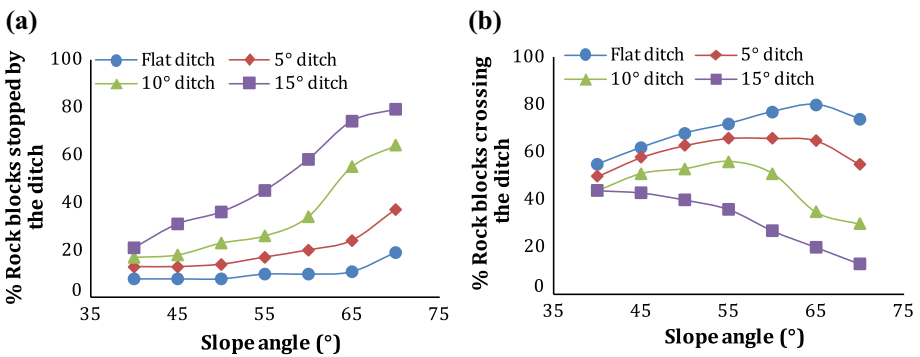 (a)
% Rock blocks stopped by
the ditch
100
80
60
40
20
0
Flat ditch
5° ditch
10° ditch
15° ditch
35
45
55
65
75
Slope angle (°)
(b)
% Rock blocks crossing
the ditch
100
80
60
40
20
0
Flat ditch
5° ditch
10° ditch
15° ditch
35
45
55
65
75
Slope angle (°)